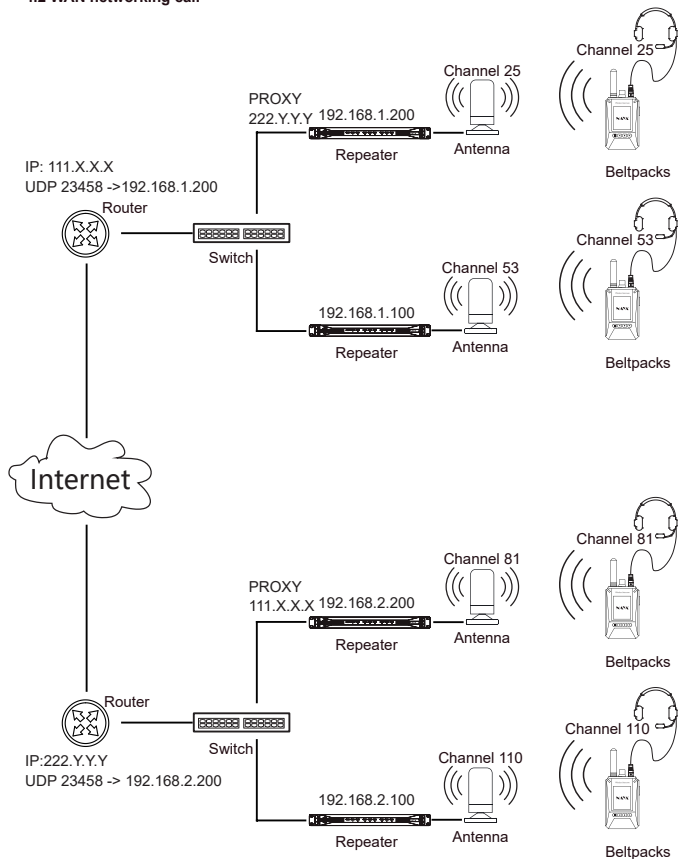 4.2 WAN networking call
Channel 25
Channel 25
PROXY
222.Y.Y.Y 192.168.1.200
Repeater
Antenna
Beltpacks
IP: 111.X.X.X
UDP 23458 ->192.168.1.200
Router
Switch
Channel 53
Channel 53
192.168.1.100
Repeater
Antenna
Beltpacks
Internet
Channel 81
Channel 81
PROXY
111.X.X.X 192.168.2.200
Repeater
Antenna
Beltpacks
Router
Switch
IP:222.Y.Y.Y
UDP 23458 -> 192.168.2.200
Channel 110
Channel 110
192.168.2.100
Repeater
Antenna
Beltpacks